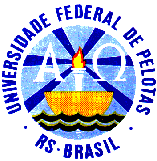 UNIVERSIDADE FEDERAL DE PELOTAS
Α Ω
RS - BRASIL